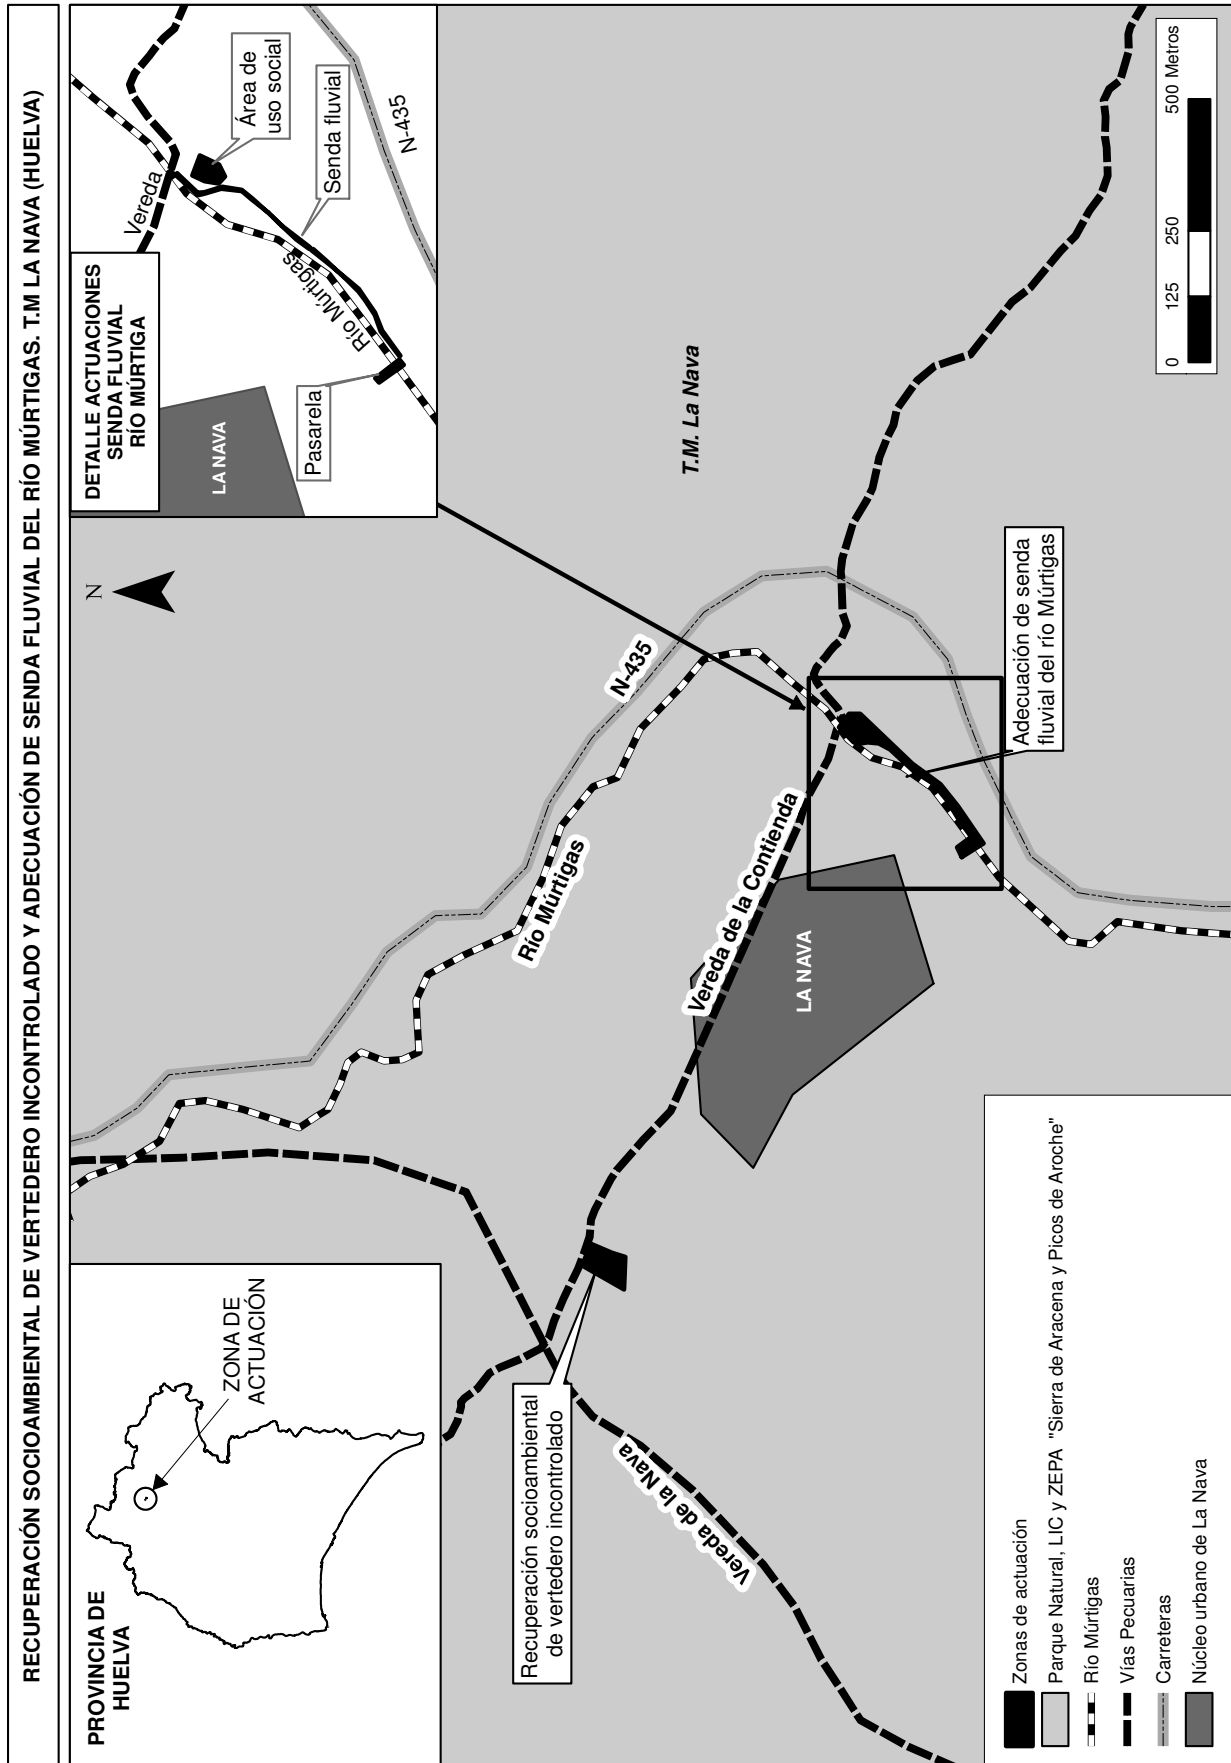 RECUPERACIÓN SOCIOAMBIENTAL DE VERTEDERO INCONTROLADO Y ADECUACIÓN DE SENDA FLUVIAL DEL RÍO MÚRTIGAS. T.M LA NAVA (HUELVA)
PROVINCIA DE
HUELVA
ZONA DE
ACTUACIÓN
N
DETALLE ACTUACIONES
SENDA FLUVIAL
RÍO MÚRTIGA
Vereda
Área de
uso social
Senda fluvial
N-435
Río Múrtigas
Pasarela
LA NAVA
Río Múrtigas
N-435
T.M. La Nava
Recuperación socioambiental
de vertedero incontrolado
Vereda de la Nava
Vereda de la Contienda
LA NAVA
Adecuación de senda
fluvial del río Múrtigas
Zonas de actuación
Parque Natural, LIC y ZEPA "Sierra de Aracena y Picos de Aroche"
Río Múrtigas
Vías Pecuarias
Carreteras
Núcleo urbano de La Nava
0 125 250 500 Metros